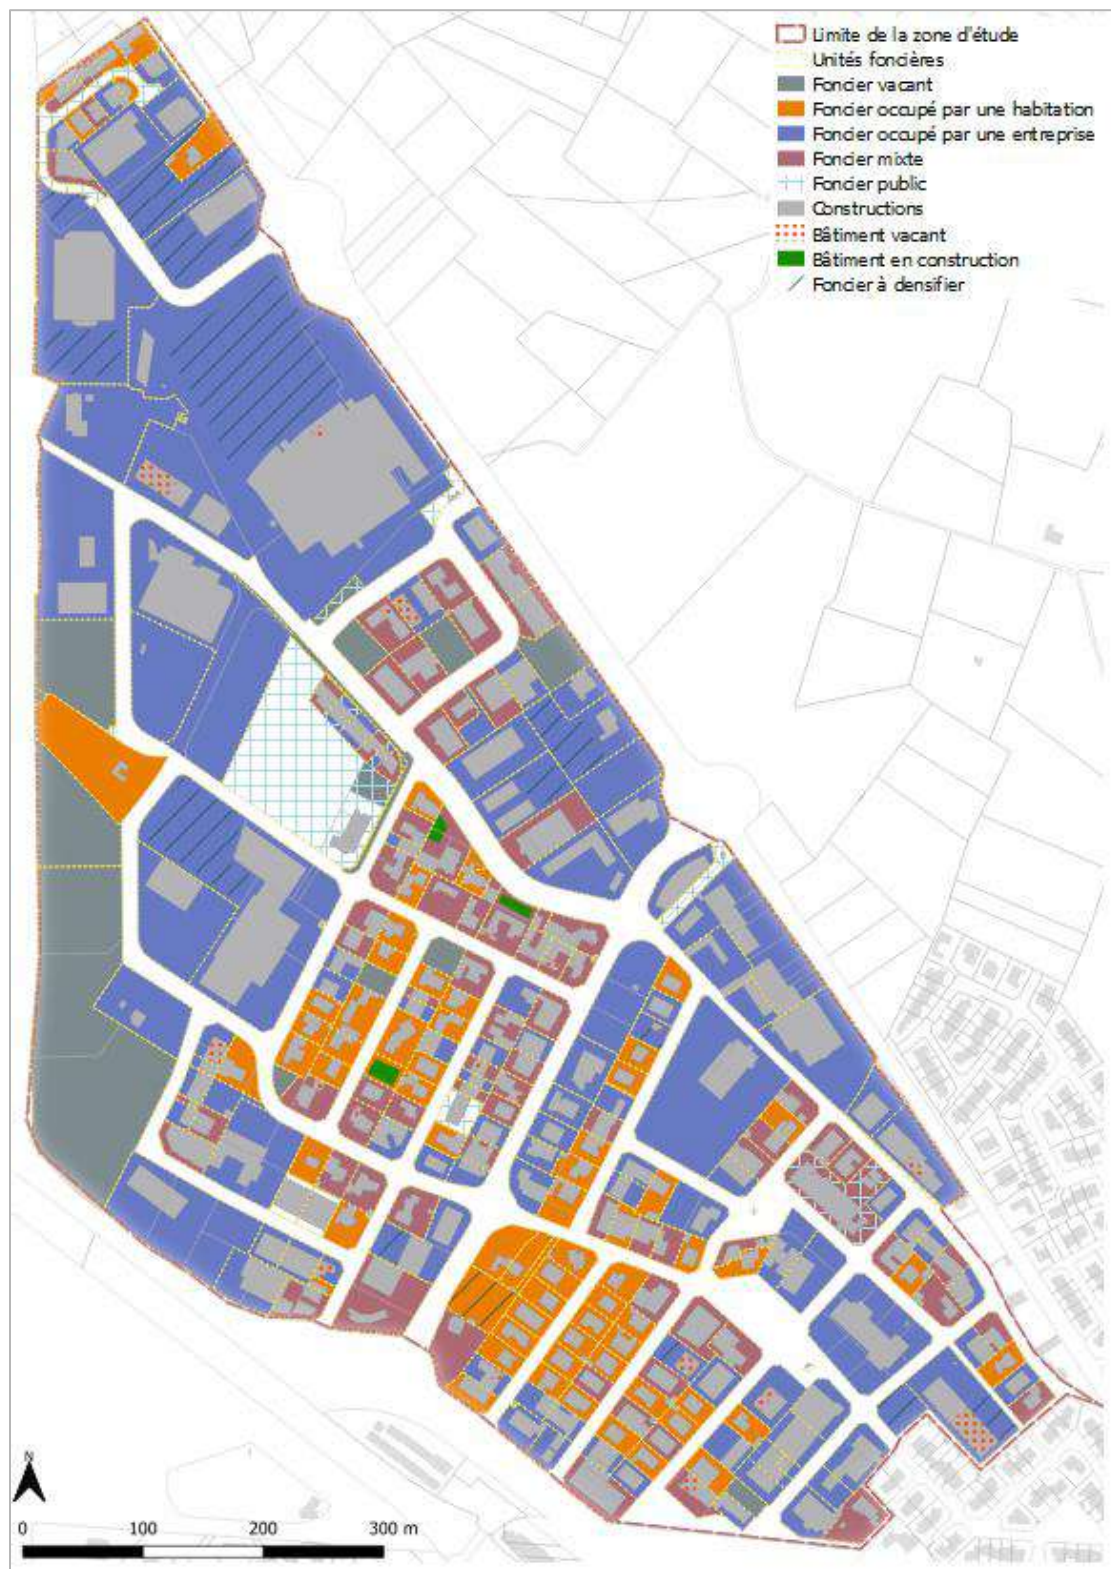 Limite de la zone d'étude
Unités foncières
Foncier vacant
Foncier occupé par une habitation
Foncier occupé par une entreprise
Foncier mixte
Foncier public
Constructions
Bâtiment vacant
Bâtiment en construction
Foncier à densifier
N
0 100 200 300 m